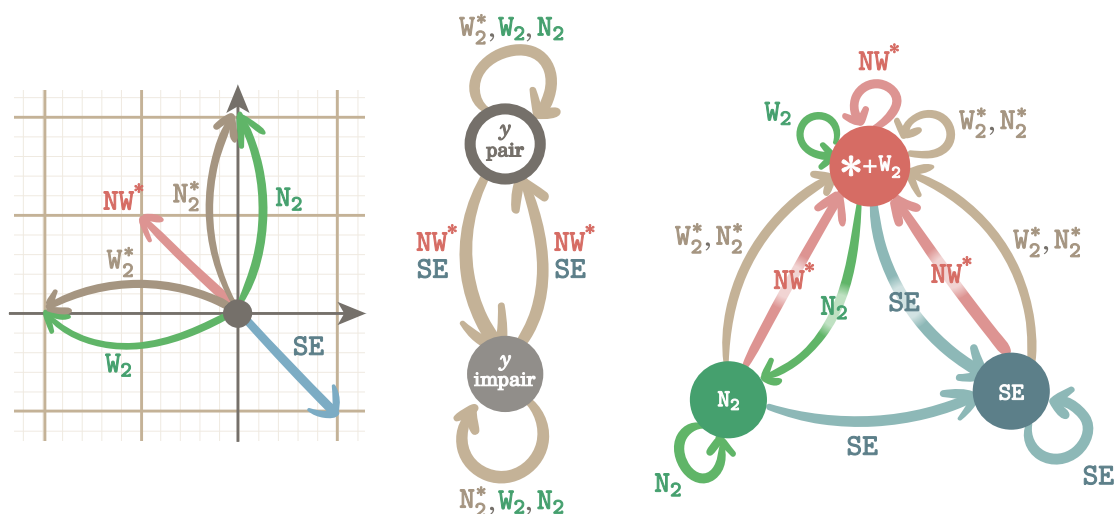 NW*
N₂*
N₂
W₂*
W₂
SE
W₂*, W₂, N₂
y
pair
NW*
SE
NW*
SE
y
impair
N₂*, W₂, N₂
NW*
W₂
W₂*, N₂*
*+W₂
W₂*, N₂*
NW*
N₂
SE
NW*
W₂*, N₂*
N₂
SE
SE
N₂
SE